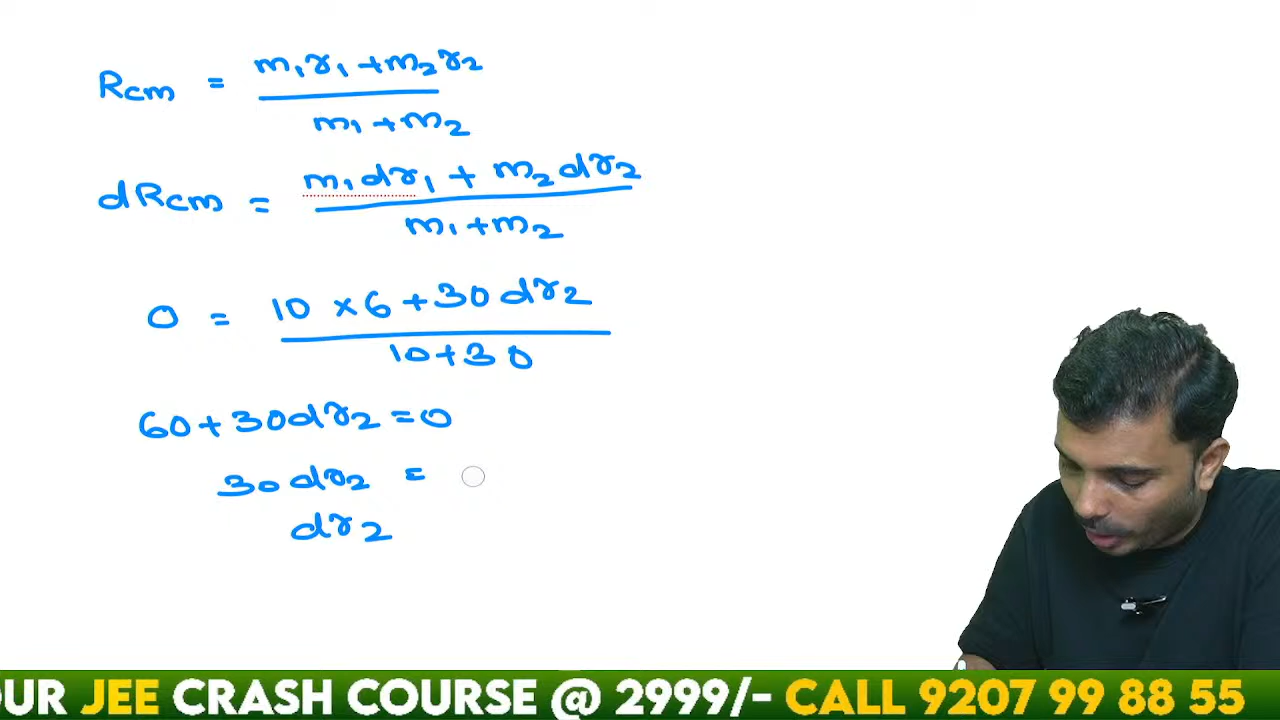 Rcm = m₁r₁ + m₂r₂ / m₁ + m₂
dRcm = m₁dr₁ + m₂dr₂ / m₁ + m₂
0 = 10 × 6 + 30 dr₂ / 10 + 30
60 + 30dr₂ = 0
30 dr₂ =
dr₂
OUR JEE CRASH COURSE @ 2999/- CALL 9207 99 88 55